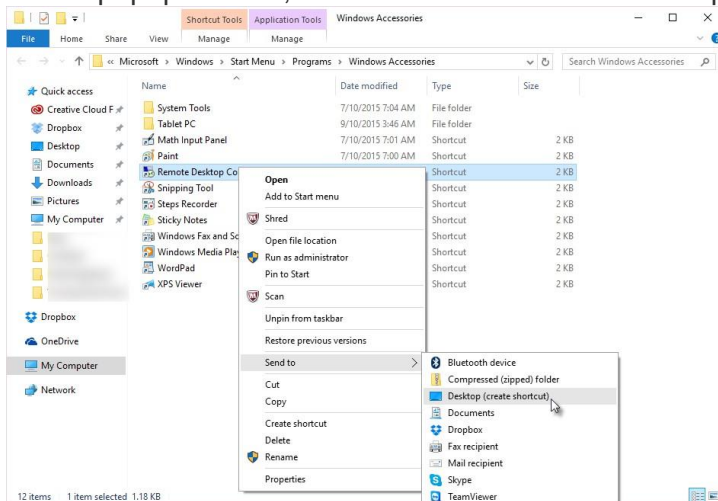 Shortcut Tools
Application Tools
Windows Accessories
File
Home
Share
View
Manage
Manage
« Microsoft > Windows > Start Menu > Programs > Windows Accessories
Search Windows Accessories
Name
Date modified
Type
Size
Quick access
Creative Cloud F
Dropbox
Desktop
Documents
Downloads
Pictures
My Computer
Dropbox
OneDrive
My Computer
Network
System Tools 7/10/2015 7:04 AM File folder
Tablet PC 9/10/2015 3:46 AM File folder
Math Input Panel 7/10/2015 7:01 AM Shortcut 2 KB
Paint 7/10/2015 7:00 AM Shortcut 2 KB
Remote Desktop Co Shortcut 2 KB
Snipping Tool Shortcut 2 KB
Steps Recorder Shortcut 2 KB
Sticky Notes Shortcut 2 KB
Windows Fax and Sc Shortcut 2 KB
Windows Media Play Shortcut 2 KB
WordPad Shortcut 2 KB
XPS Viewer Shortcut 2 KB
Open
Add to Start menu
Shred
Open file location
Run as administrator
Pin to Start
Scan
Unpin from taskbar
Restore previous versions
Send to
Cut
Copy
Create shortcut
Delete
Rename
Properties
Bluetooth device
Compressed (zipped) folder
Desktop (create shortcut)
Documents
Dropbox
Fax recipient
Mail recipient
Skype
TeamViewer
12 items 1 item selected 1.18 KB